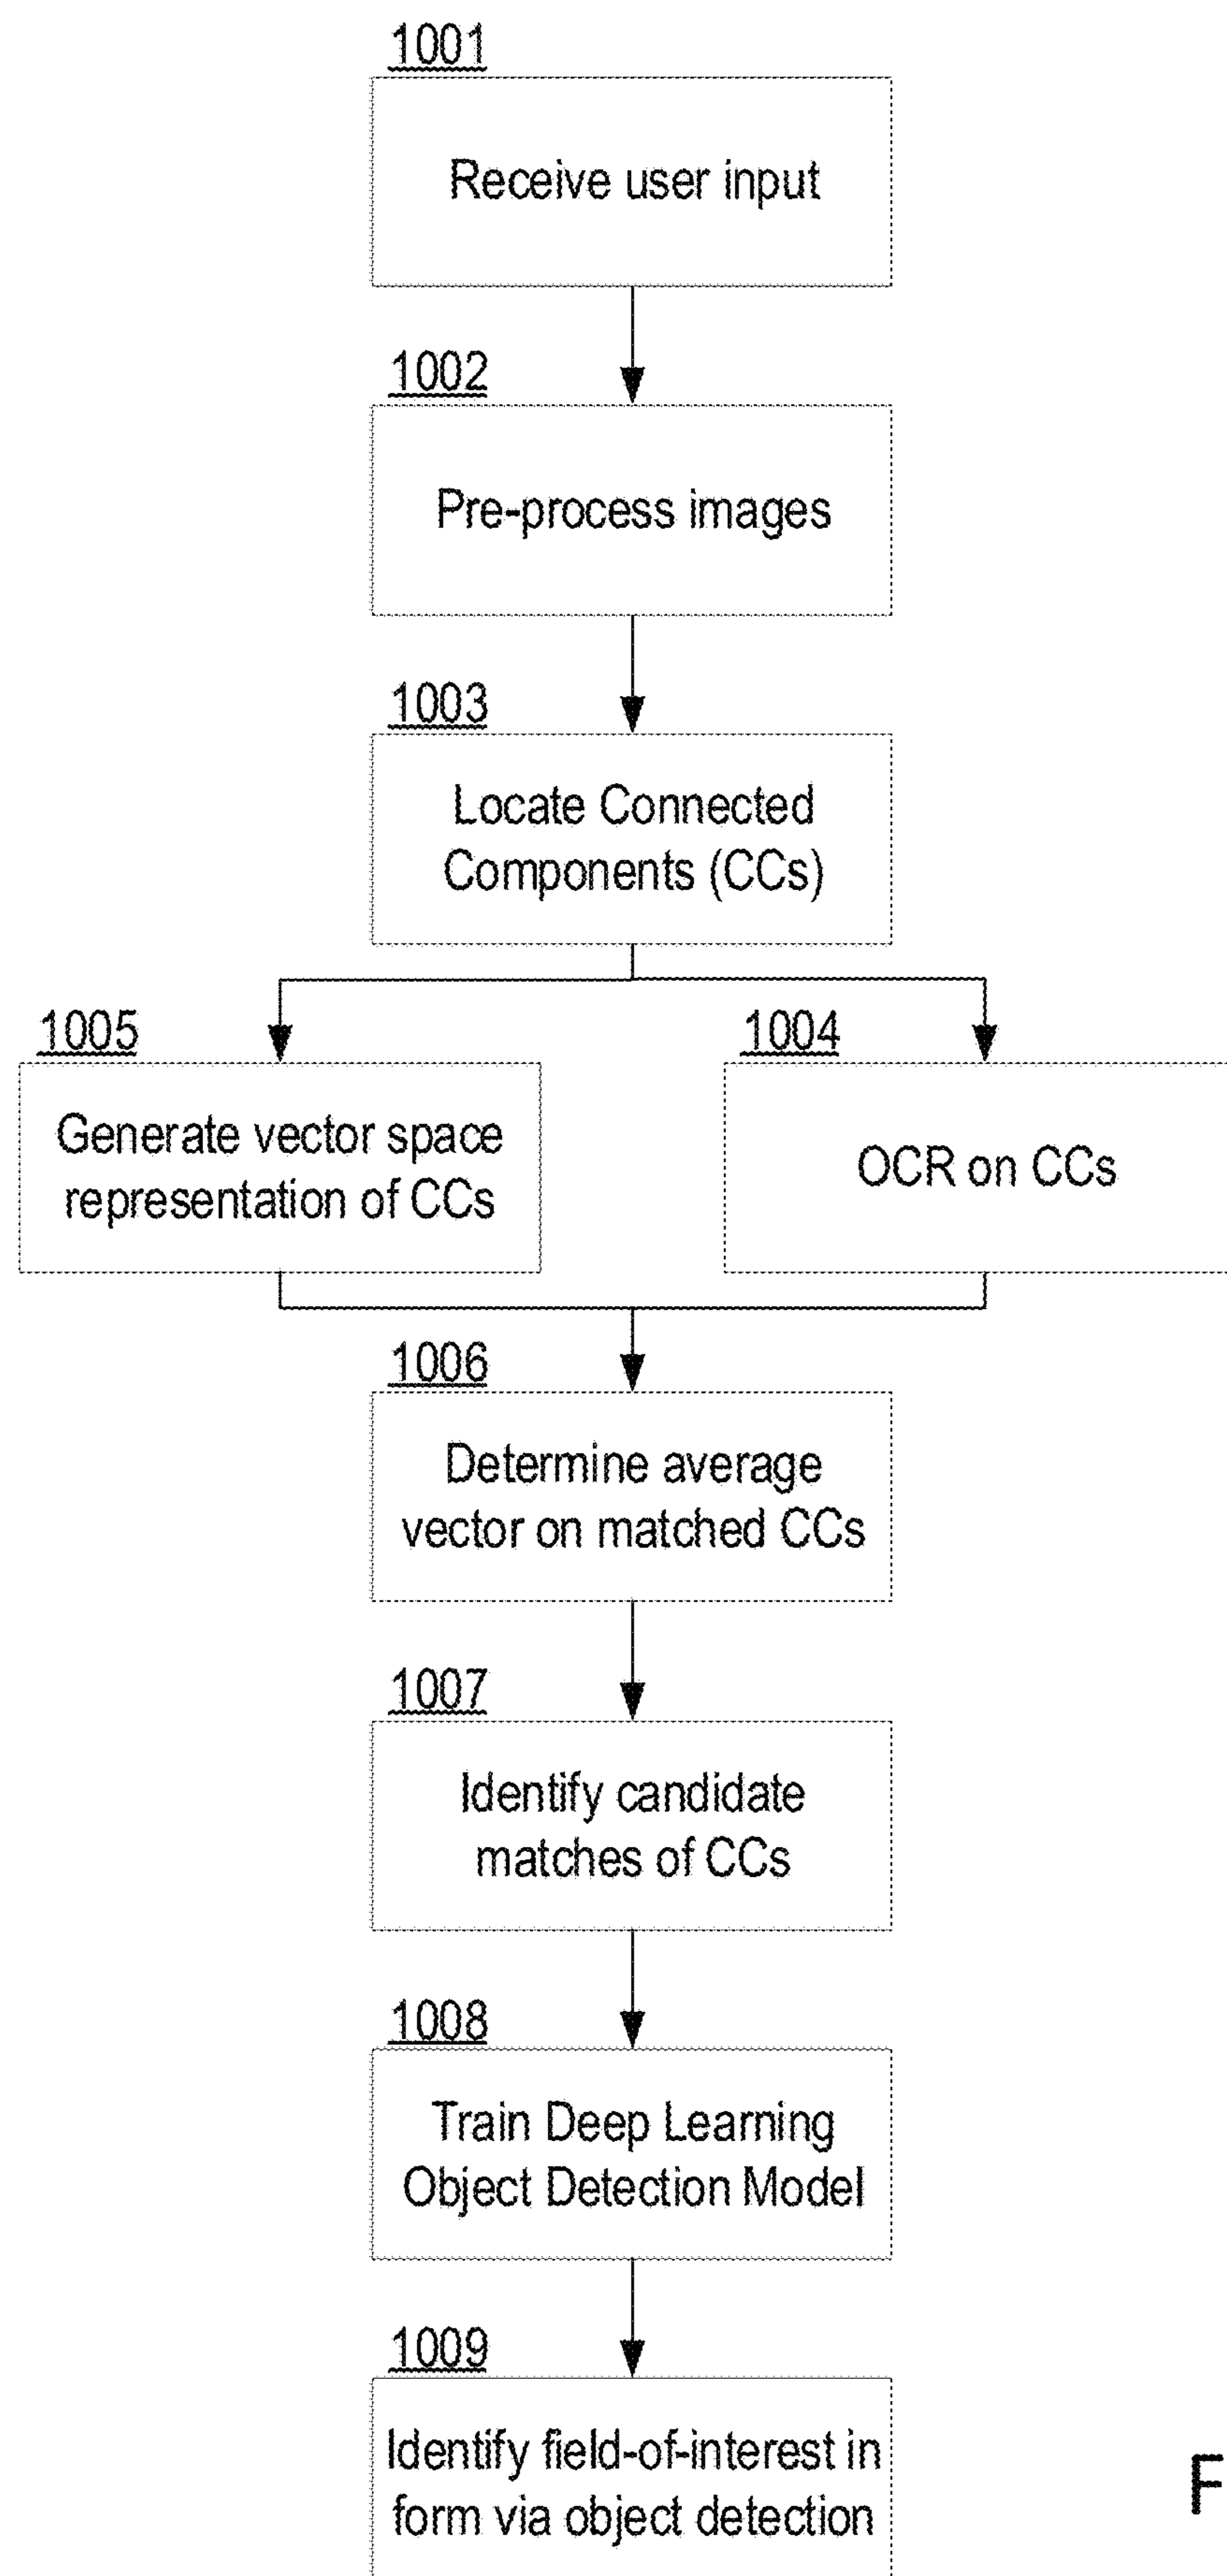 1001
Receive user input
1002
Pre-process images
1003
Locate Connected
Components (CCs)
1005
Generate vector space
representation of CCs
1004
OCR on CCs
1006
Determine average
vector on matched CCs
1007
Identify candidate
matches of CCs
1008
Train Deep Learning
Object Detection Model
1009
Identify field-of-interest in
form via object detection
F